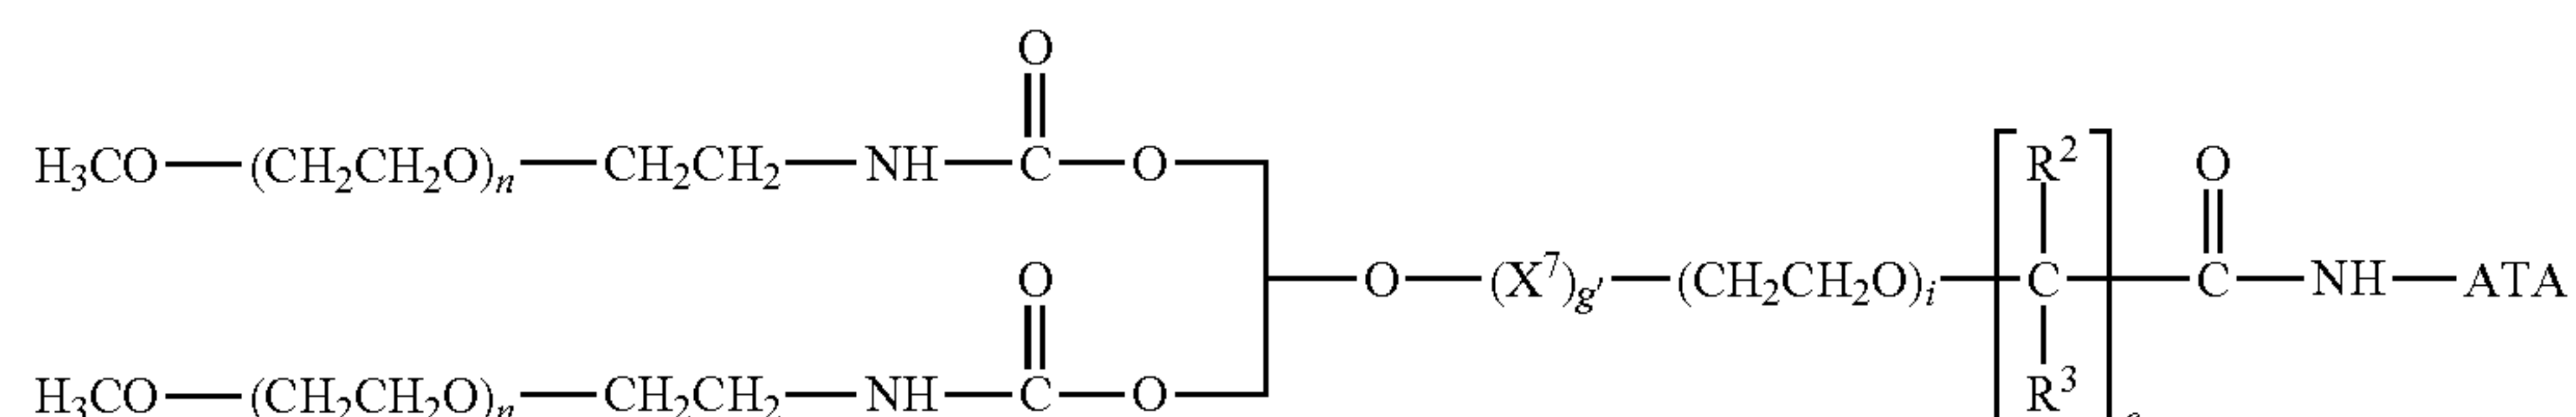 O
H₃CO—(CH₂CH₂O)ₙ—CH₂CH₂—NH—C—O
R² O
O—(X⁷)g'—(CH₂CH₂O)ᵢ—C—C—NH—ATA
O
R³
H₃CO—(CH₂CH₂O)ₙ—CH₂CH₂—NH—C—O